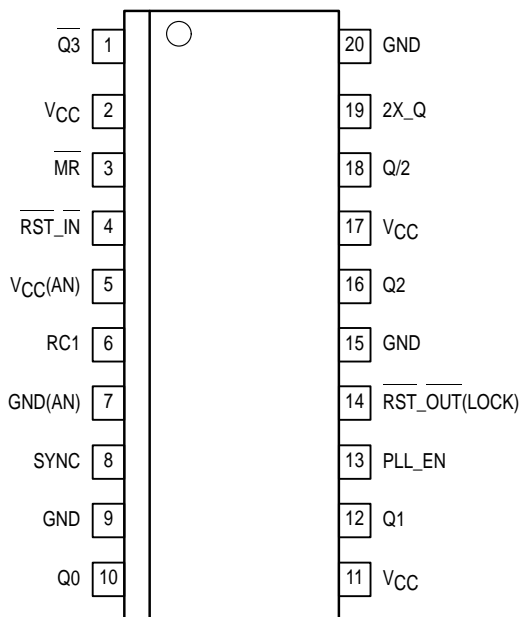 Q3 1 20 GND
VCC 2 19 2X_Q
MR 3 18 Q/2
RST_IN 4 17 VCC
VCC(AN) 5 16 Q2
RC1 6 15 GND
GND(AN) 7 14 RST_OUT(LOCK)
SYNC 8 13 PLL_EN
GND 9 12 Q1
Q0 10 11 VCC